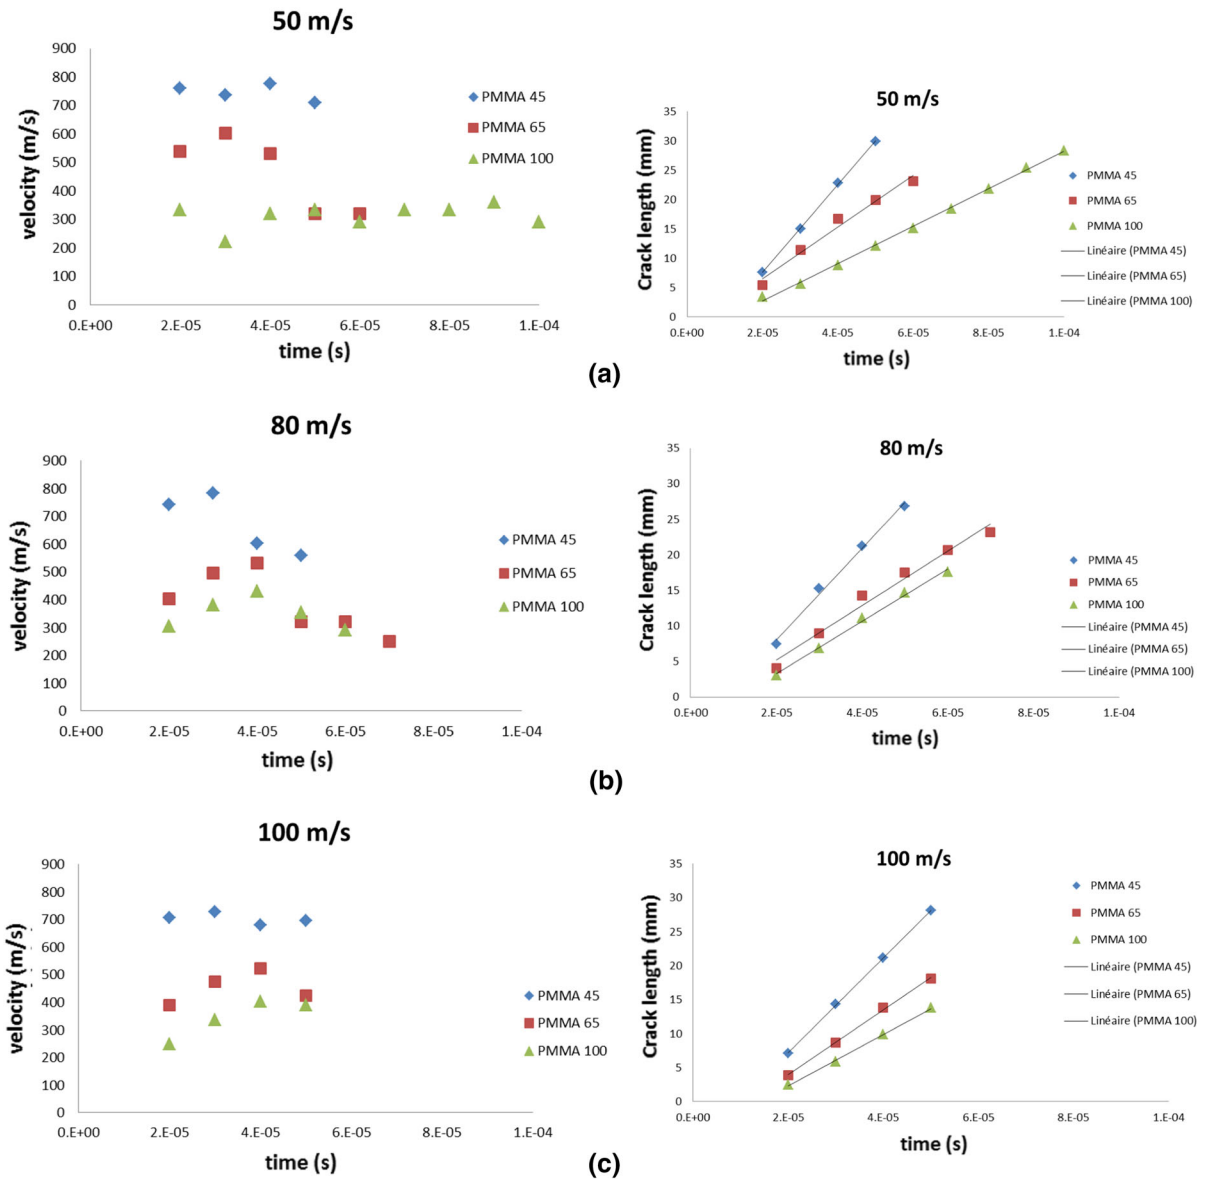 50 m/s
velocity (m/s)
900
800
700
600
500
400
300
200
100
0
0.E+00 2.E-05 4.E-05 6.E-05 8.E-05 1.E-04
time (s)
PMMA 45
PMMA 65
PMMA 100
50 m/s
Crack length (mm)
35
30
25
20
15
10
5
0
0.E+00 2.E-05 4.E-05 6.E-05 8.E-05 1.E-04
time (s)
PMMA 45
PMMA 65
PMMA 100
Linéaire (PMMA 45)
Linéaire (PMMA 65)
Linéaire (PMMA 100)
(a)
80 m/s
velocity (m/s)
900
800
700
600
500
400
300
200
100
0
0.E+00 2.E-05 4.E-05 6.E-05 8.E-05 1.E-04
time (s)
PMMA 45
PMMA 65
PMMA 100
80 m/s
Crack length (mm)
35
30
25
20
15
10
5
0
0.E+00 2.E-05 4.E-05 6.E-05 8.E-05 1.E-04
time (s)
PMMA 45
PMMA 65
PMMA 100
Linéaire (PMMA 45)
Linéaire (PMMA 65)
Linéaire (PMMA 100)
(b)
100 m/s
velocity (m/s)
900
800
700
600
500
400
300
200
100
0
0.E+00 2.E-05 4.E-05 6.E-05 8.E-05 1.E-04
time (s)
PMMA 45
PMMA 65
PMMA 100
100 m/s
Crack length (mm)
35
30
25
20
15
10
5
0
0.E+00 2.E-05 4.E-05 6.E-05 8.E-05 1.E-04
time (s)
PMMA 45
PMMA 65
PMMA 100
Linéaire (PMMA 45)
Linéaire (PMMA 65)
Linéaire (PMMA 100)
(c)